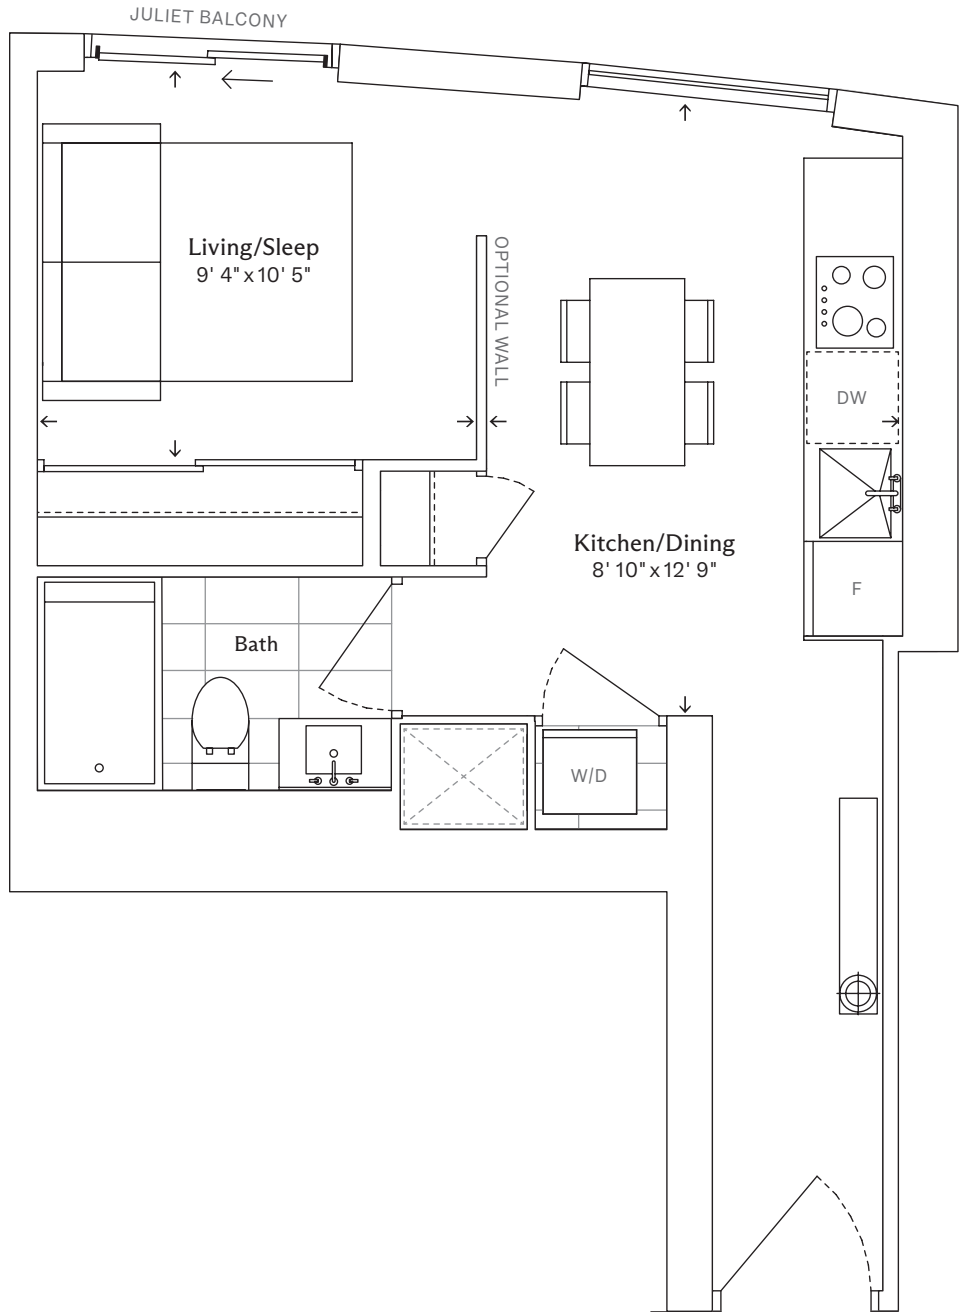 JULIET BALCONY
Living/Sleep
9' 4" x 10' 5"
OPTIONAL WALL
DW
Kitchen/Dining
8' 10" x 12' 9"
F
Bath
W/D